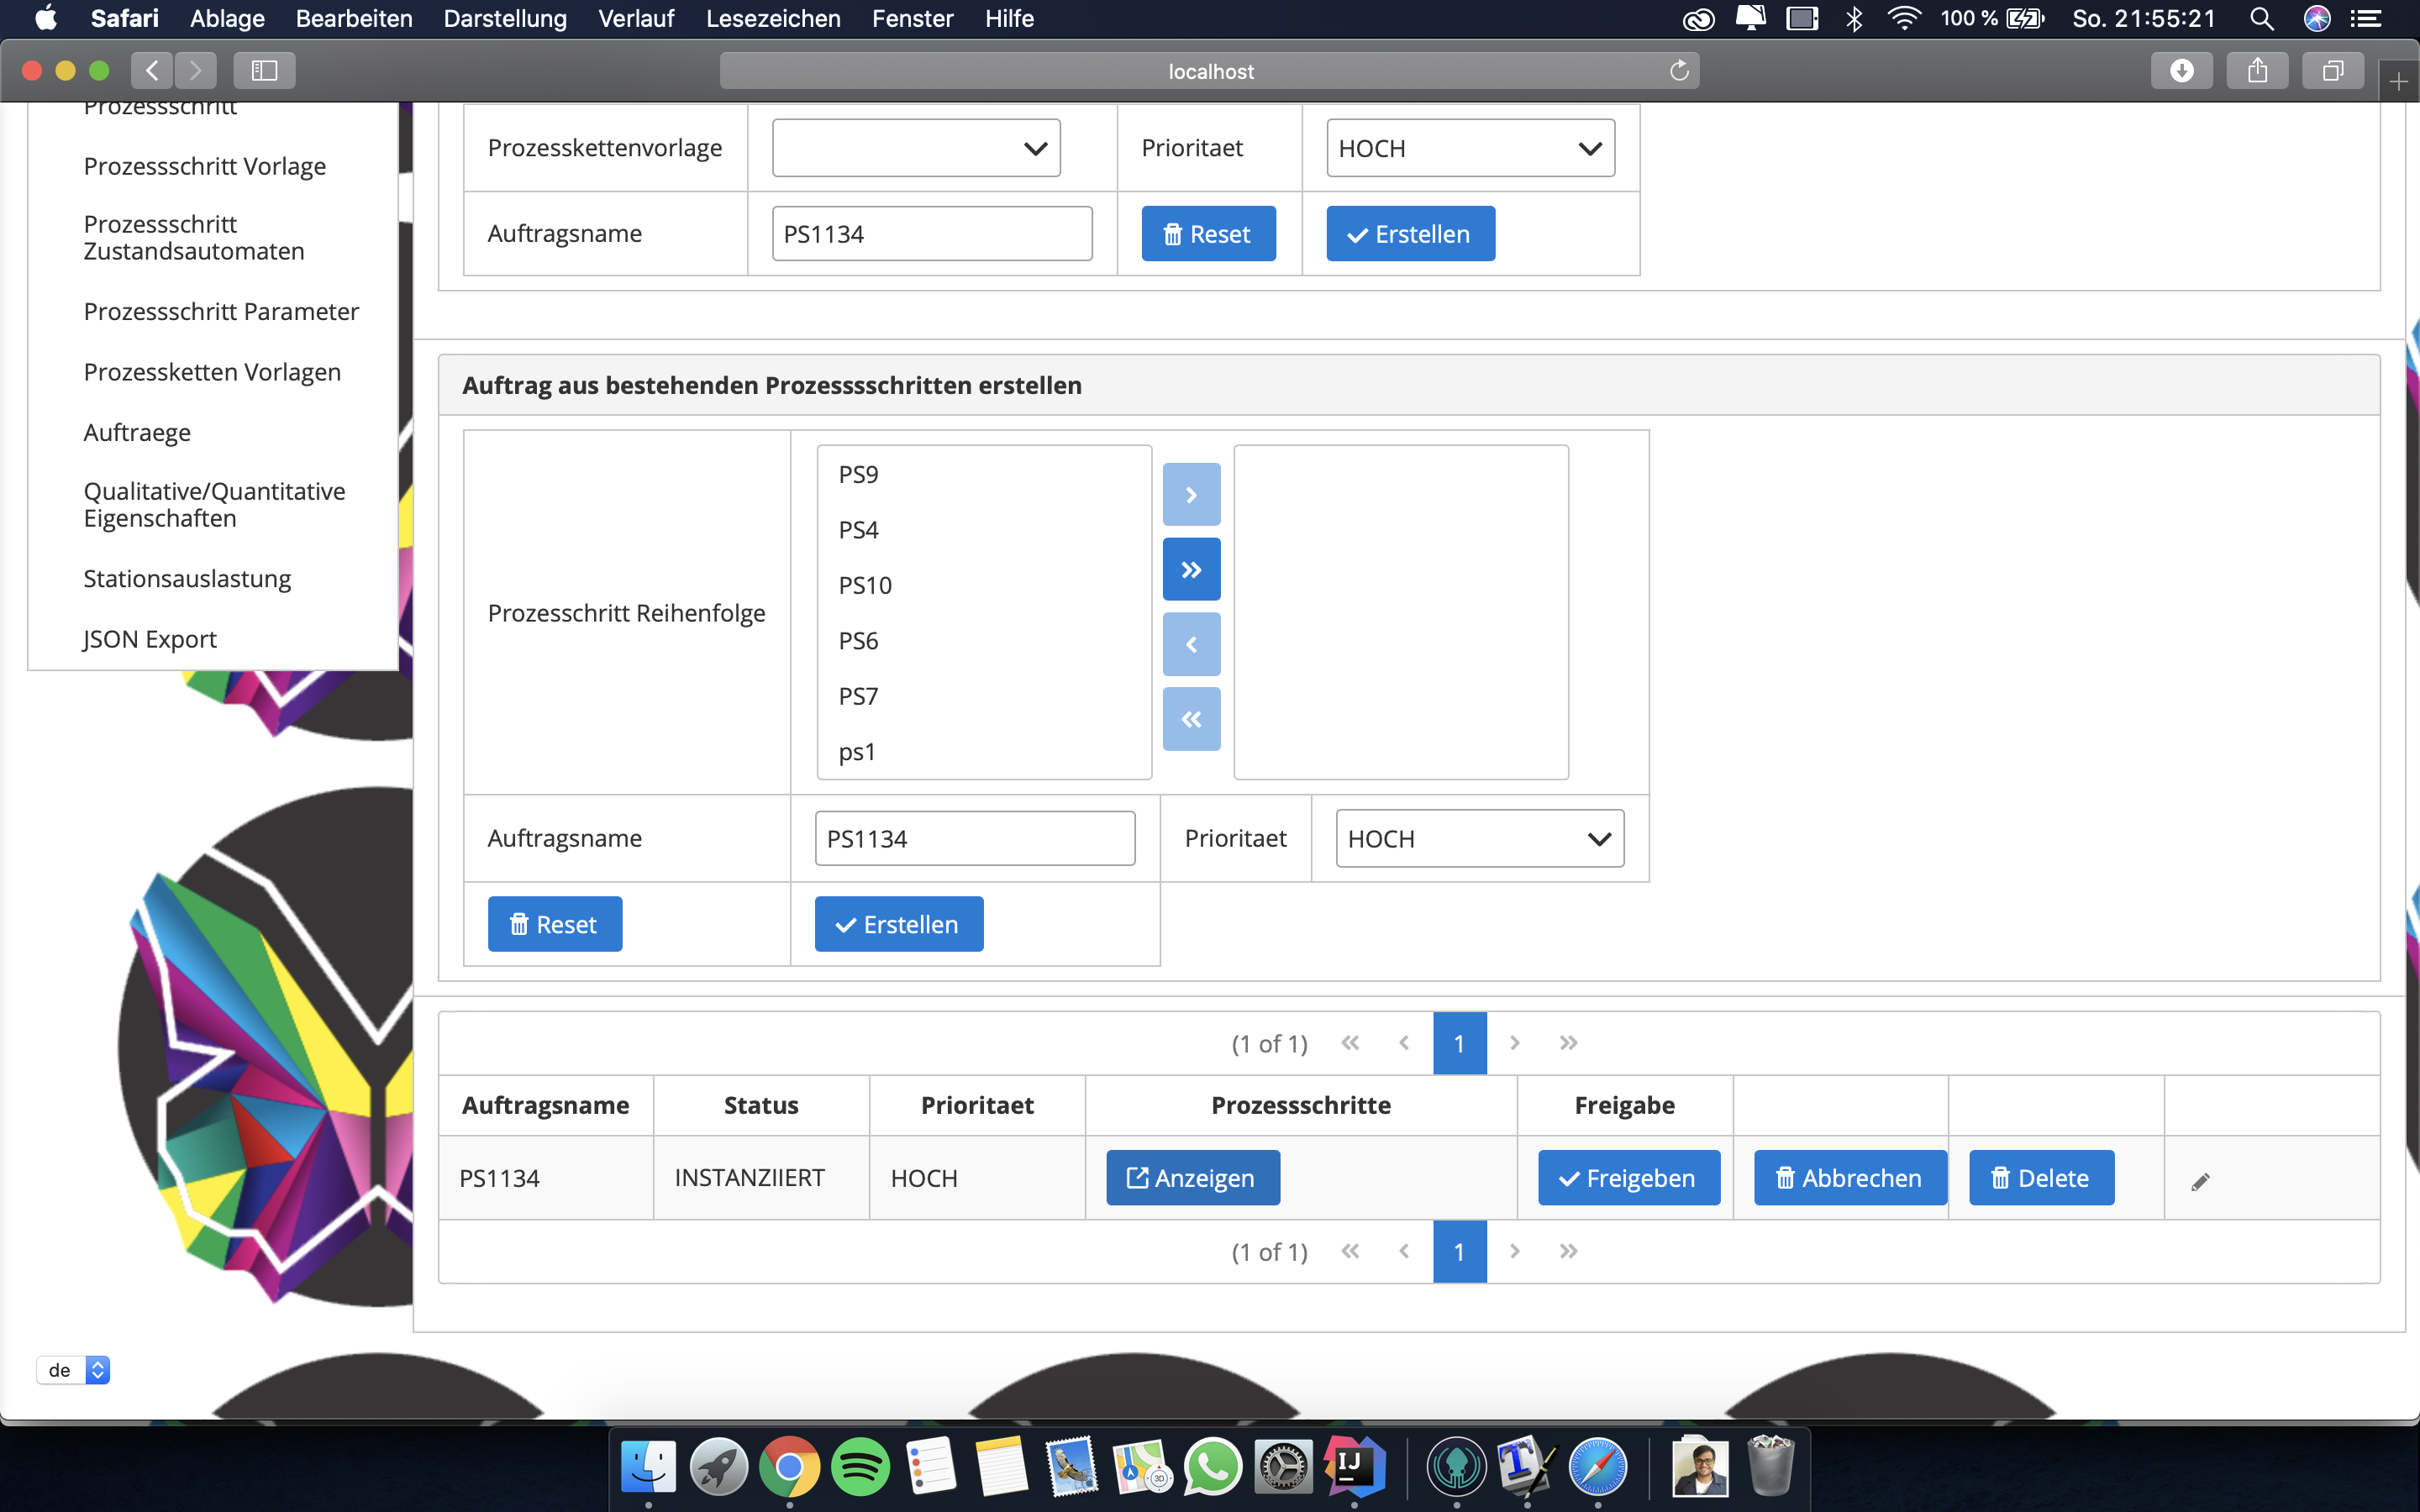 Safari Ablage Bearbeiten Darstellung Verlauf Lesezeichen Fenster Hilfe 100 % So. 21:55:21
localhost
Prozessschritt
Prozessschritt Vorlage
Prozessschritt
Zustandsautomaten
Prozessschritt Parameter
Prozessketten Vorlagen
Auftraege
Qualitative/Quantitative
Eigenschaften
Stationsauslastung
JSON Export
Prozesskettenvorlage Prioritaet HOCH
Auftragsname PS1134 Reset Erstellen
Auftrag aus bestehenden Prozesssschritten erstellen
Prozesschritt Reihenfolge
PS9
PS4
PS10
PS6
PS7
ps1
Auftragsname PS1134 Prioritaet HOCH
Reset Erstellen
(1 of 1) 1
Auftragsname Status Prioritaet Prozessschritte Freigabe
PS1134 INSTANZIIERT HOCH Anzeigen Freigeben Abbrechen Delete
(1 of 1) 1
de
3D
IJ
T